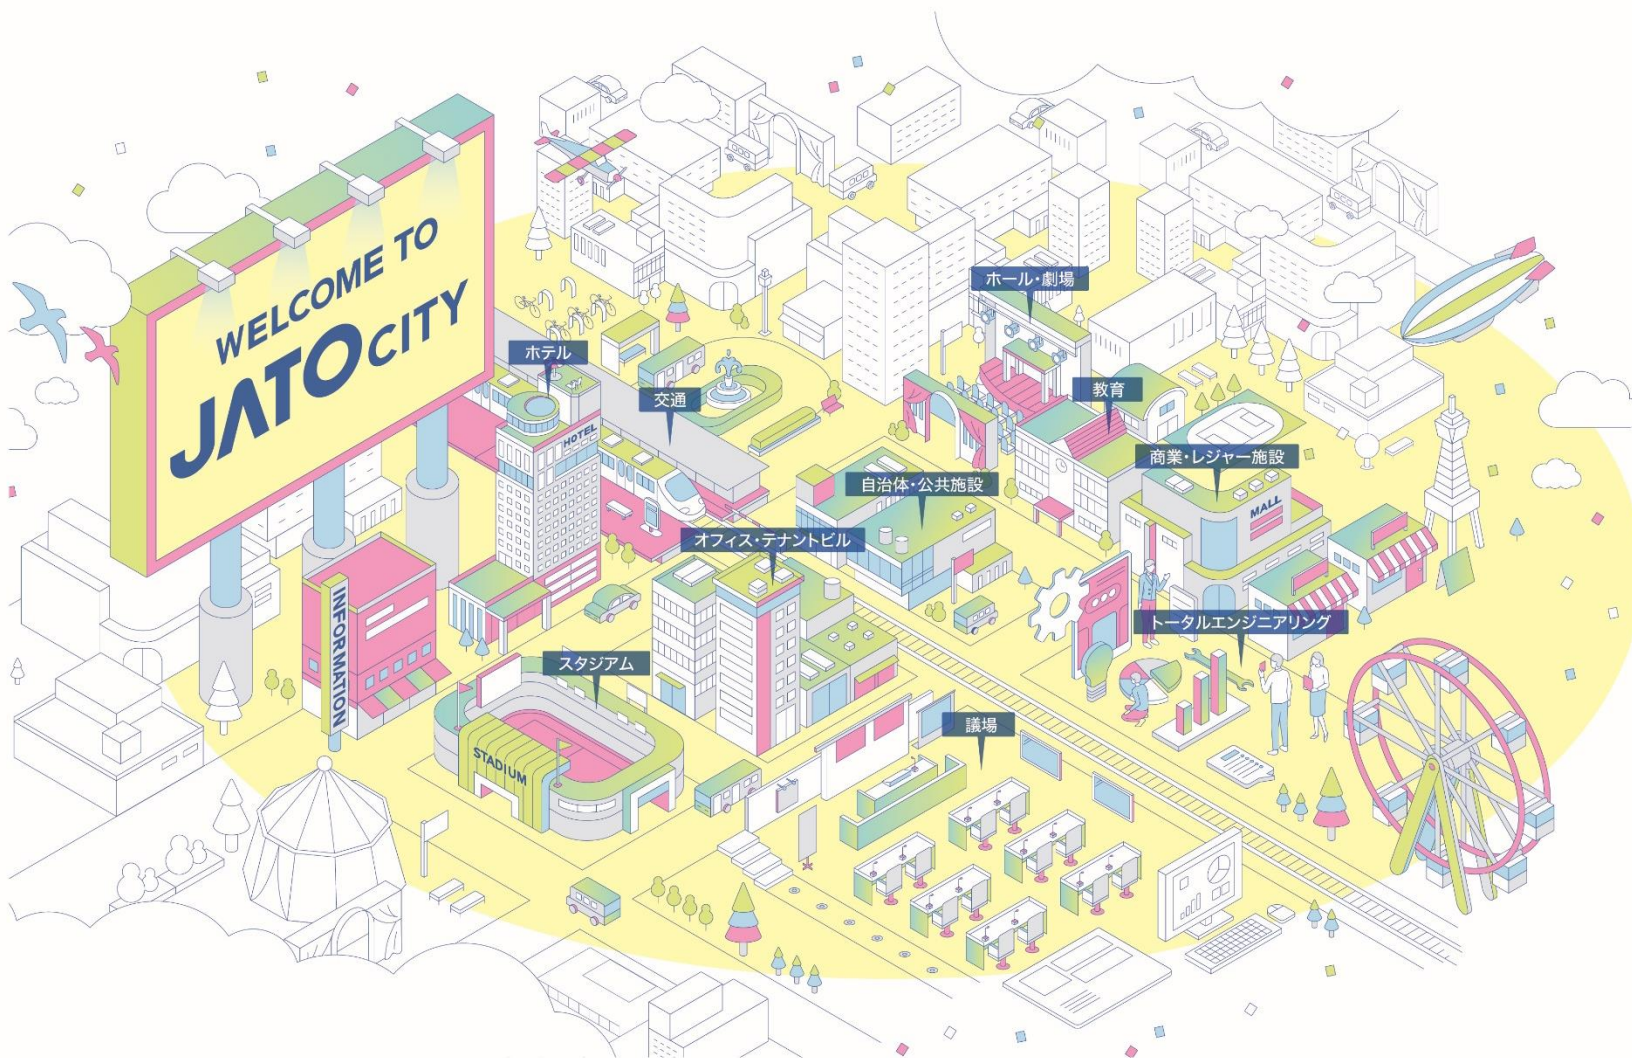 WELCOME TO
JATO CITY
ホール・劇場
ホテル
交通
教育
HOTEL
商業・レジャー施設
自治体・公共施設
MALL
オフィス・テナントビル
INFORMATION
トータルエンジニアリング
スタジアム
議場
STADIUM